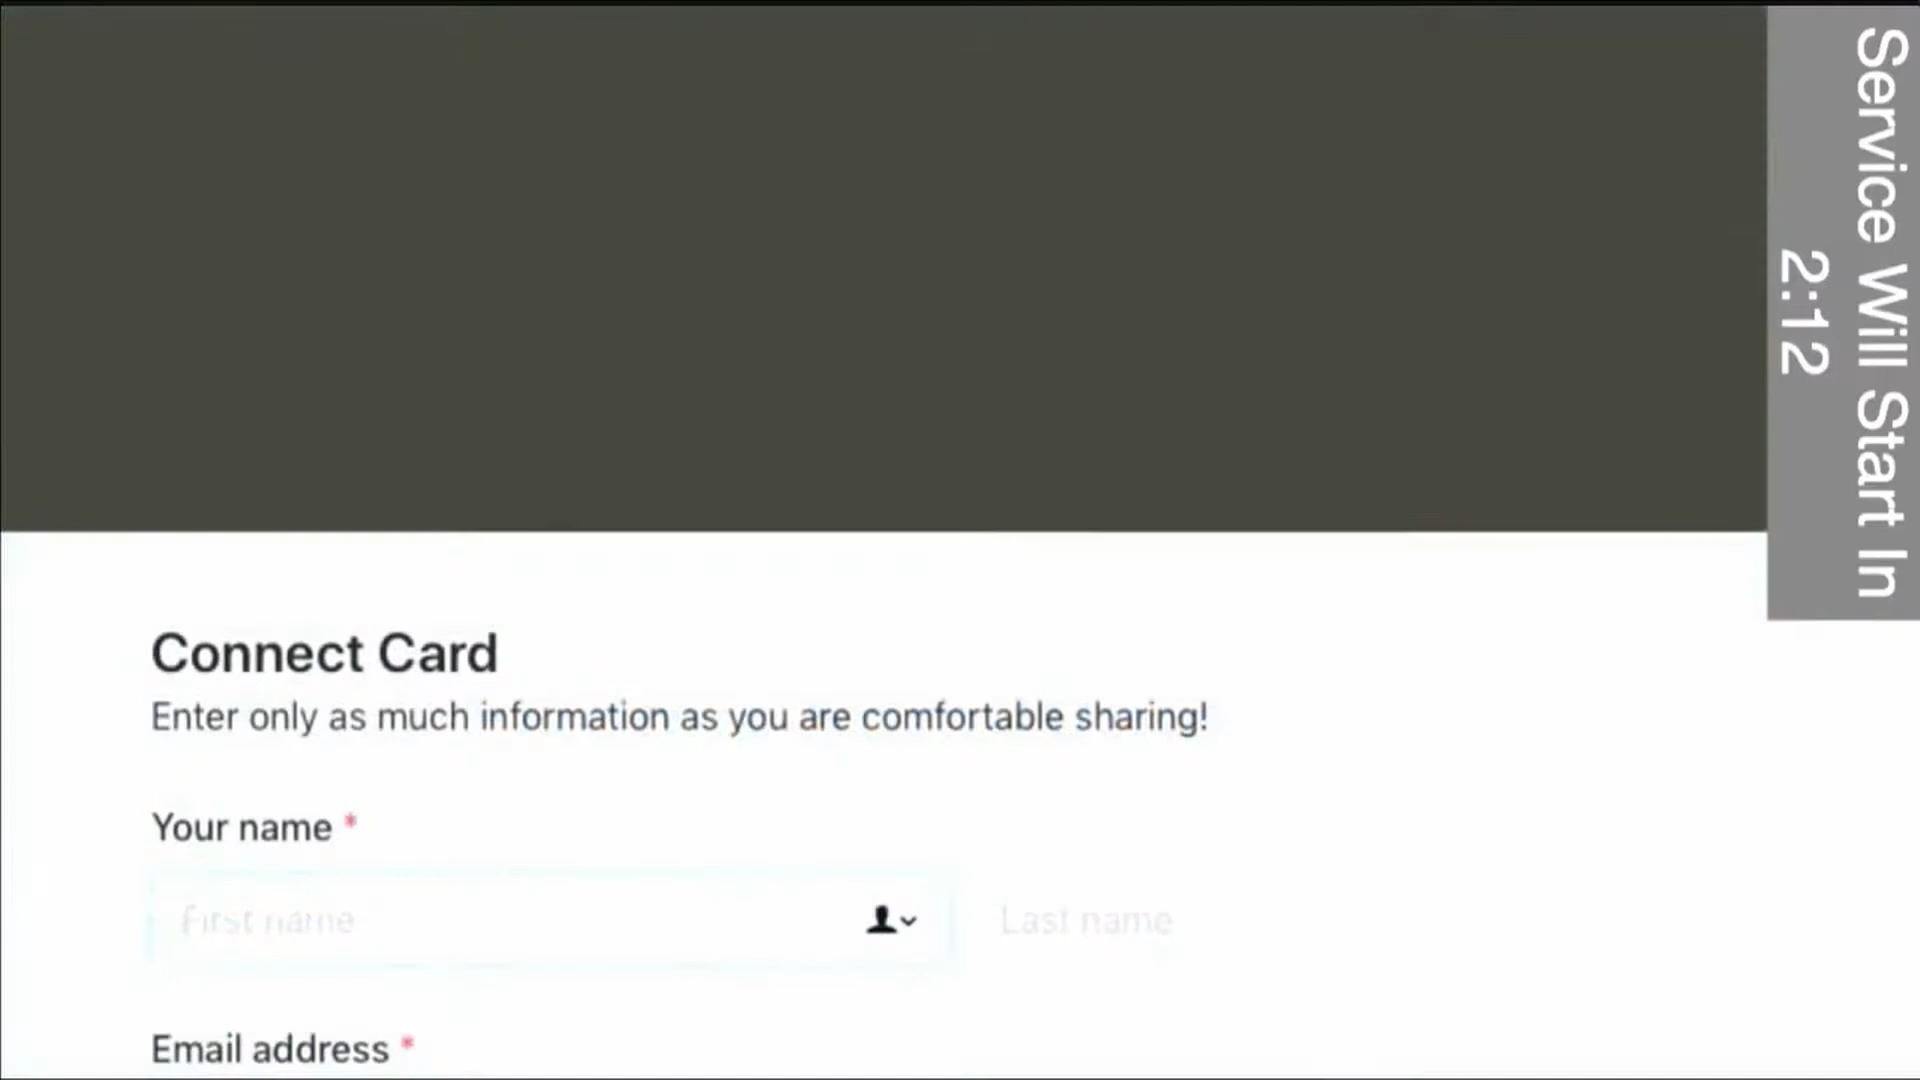 Service Will Start In
2:12
Connect Card
Enter only as much information as you are comfortable sharing!
Your name *
First name
Last name
Email address *